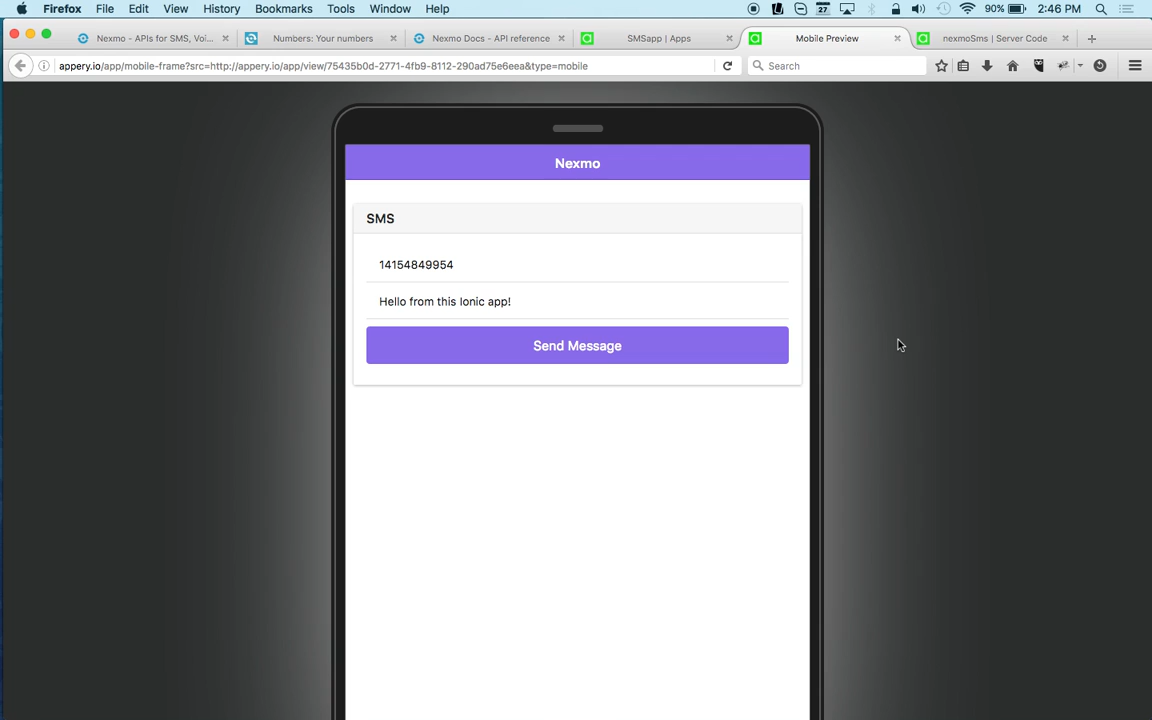 Firefox File Edit View History Bookmarks Tools Window Help 27 90% 2:46 PM
Nexmo - APIs for SMS, Voi... Numbers: Your numbers Nexmo Docs - API reference SMSapp | Apps Mobile Preview nexmoSms | Server Code
appery.io/app/mobile-frame?src=http://appery.io/app/view/75435b0d-2771-4fb9-8112-290ad75e6eea&type=mobile Search
Nexmo
SMS
14154849954
Hello from this Ionic app!
Send Message